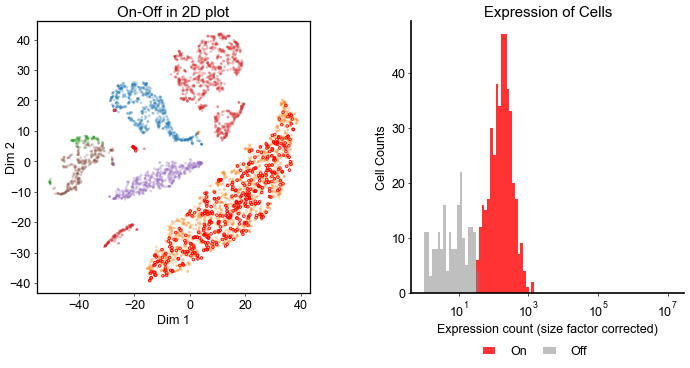 On-Off in 2D plot
Dim 2
40
30
20
10
0
−10
−20
−30
−40
−40
−20
0
20
40
Dim 1
Expression of Cells
Cell Counts
40
30
20
10
0
10^1
10^3
10^5
10^7
Expression count (size factor corrected)
On
Off